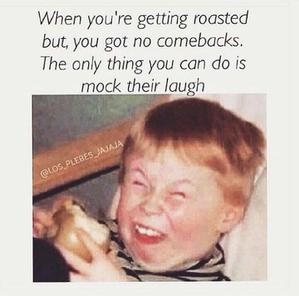 When you're getting roasted
but, you got no comebacks.
The only thing you can do is
mock their laugh
@LOS_PLEBES_JAJAJA